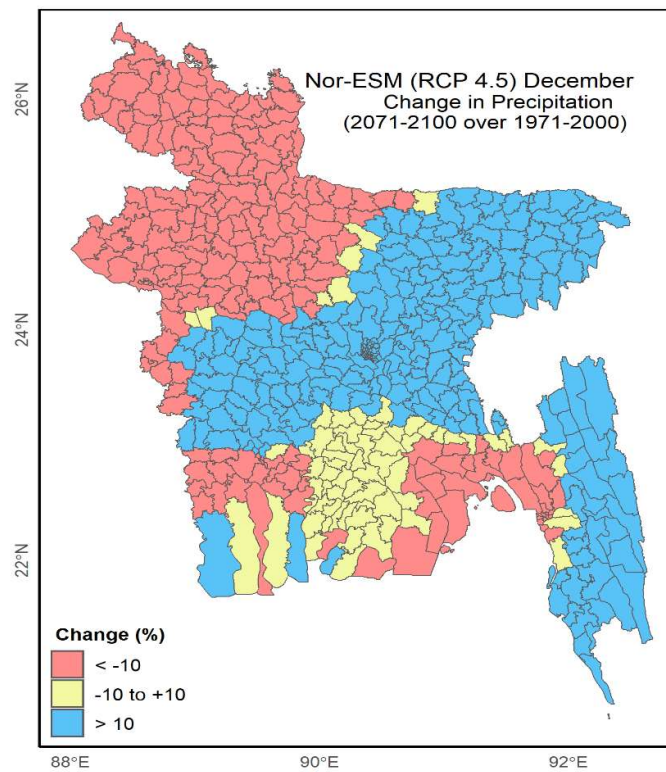 Nor-ESM (RCP 4.5) December
Change in Precipitation
(2071-2100 over 1971-2000)
26°N
24°N
22°N
Change (%)
< -10
-10 to +10
> 10
88°E 90°E 92°E